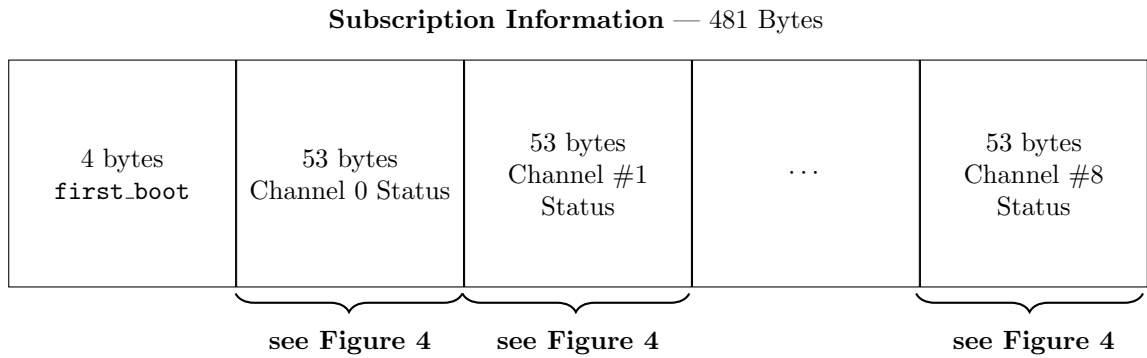 Subscription Information — 481 Bytes
4 bytes
first_boot
53 bytes
Channel 0 Status
53 bytes
Channel #1
Status
...
53 bytes
Channel #8
Status
see Figure 4
see Figure 4
see Figure 4